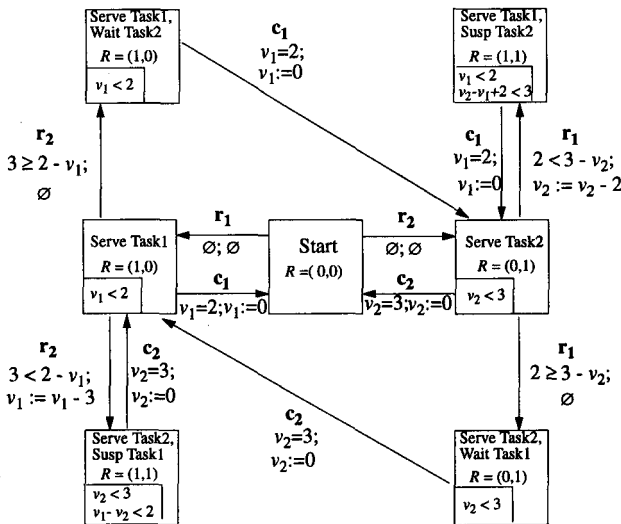 Serve Task1,
Wait Task2
R = (1,0)
v₁ < 2
c₁
v₁=2;
v₁:=0
Serve Task1,
Susp Task2
R = (1,1)
v₁ < 2
v₂-v₁+2 < 3
r₂
3 ≥ 2 - v₁;
∅
c₁
v₁=2;
v₁:=0
r₁
2 < 3 - v₂;
v₂ := v₂ - 2
Serve Task1
R = (1,0)
v₁ < 2
r₁
∅; ∅
c₁
v₁=2;v₁:=0
Start
R =( 0,0)
r₂
∅; ∅
c₂
v₂=3;v₂:=0
Serve Task2
R = (0,1)
v₂ < 3
r₂
3 < 2 - v₁;
v₁ := v₁ - 3
c₂
v₂=3;
v₂:=0
c₂
v₂=3;
v₂:=0
r₁
2 ≥ 3 - v₂;
∅
Serve Task2,
Susp Task1
R = (1,1)
v₂ < 3
v₁- v₂ < 2
Serve Task2,
Wait Task1
R = (0,1)
v₂ < 3